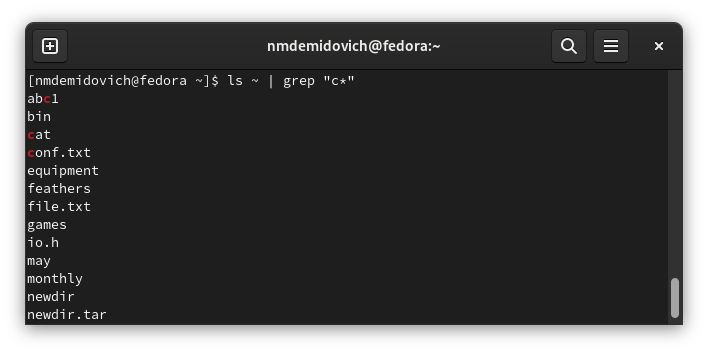 nmdemidovich@fedora:~
[nmdemidovich@fedora ~]$ ls ~ | grep "c*"
abc1
bin
cat
conf.txt
equipment
feathers
file.txt
games
io.h
may
monthly
newdir
newdir.tar